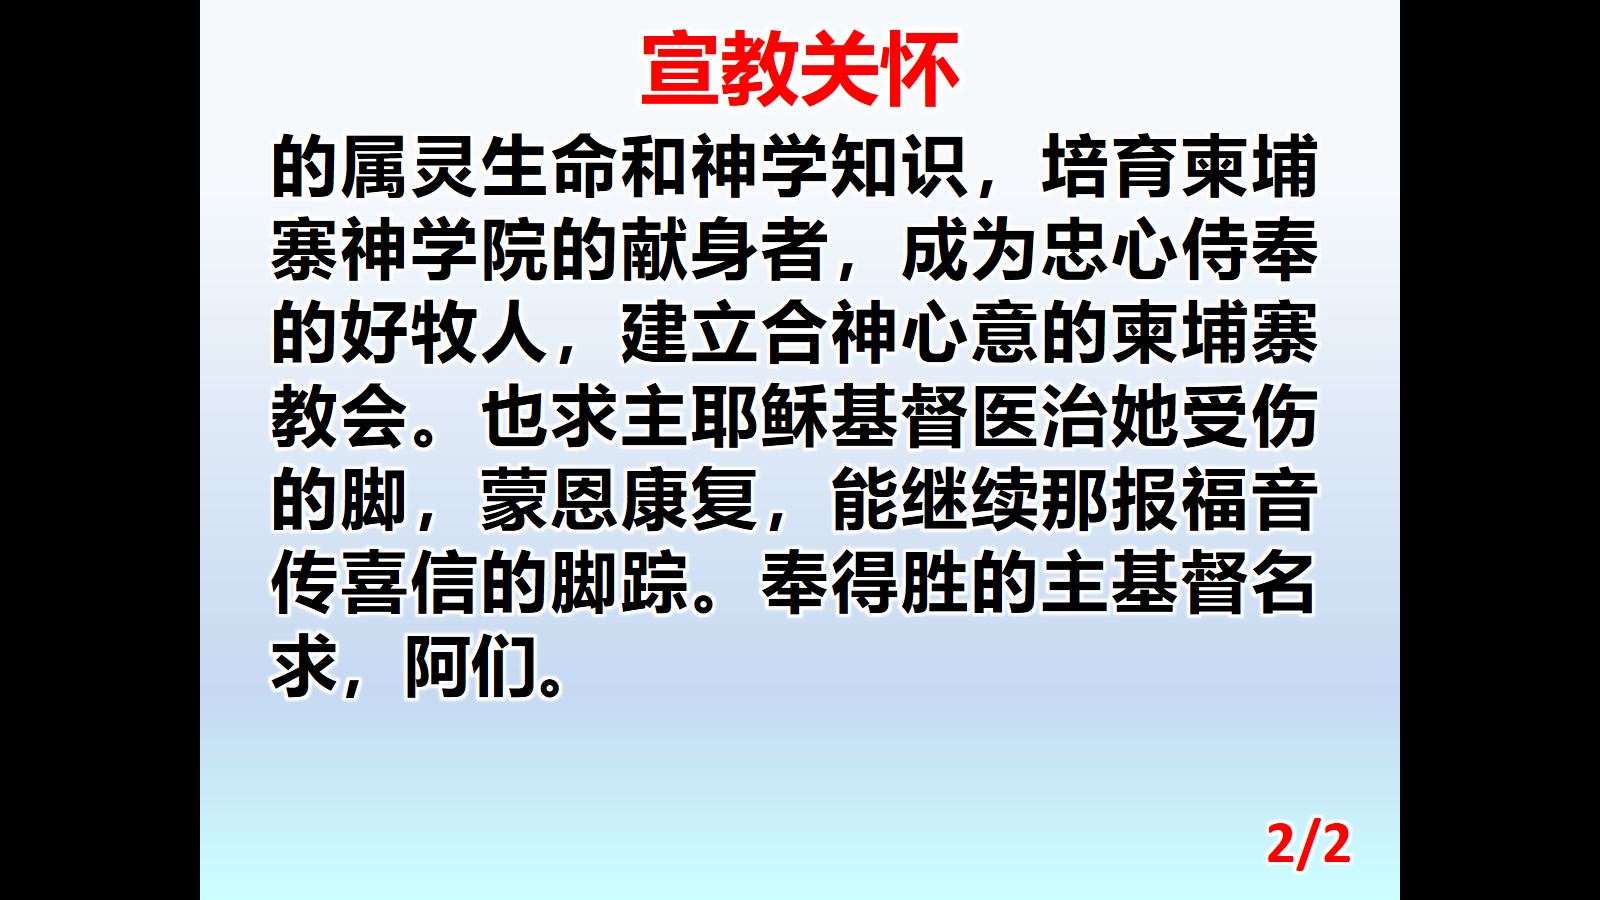 宣教关怀
的属灵生命和神学知识，培育柬埔
寨神学院的献身者，成为忠心侍奉
的好牧人，建立合神心意的柬埔寨
教会。也求主耶稣基督医治她受伤
的脚，蒙恩康复，能继续那报福音
传喜信的脚踪。奉得胜的主基督名
求，阿们。
2/2